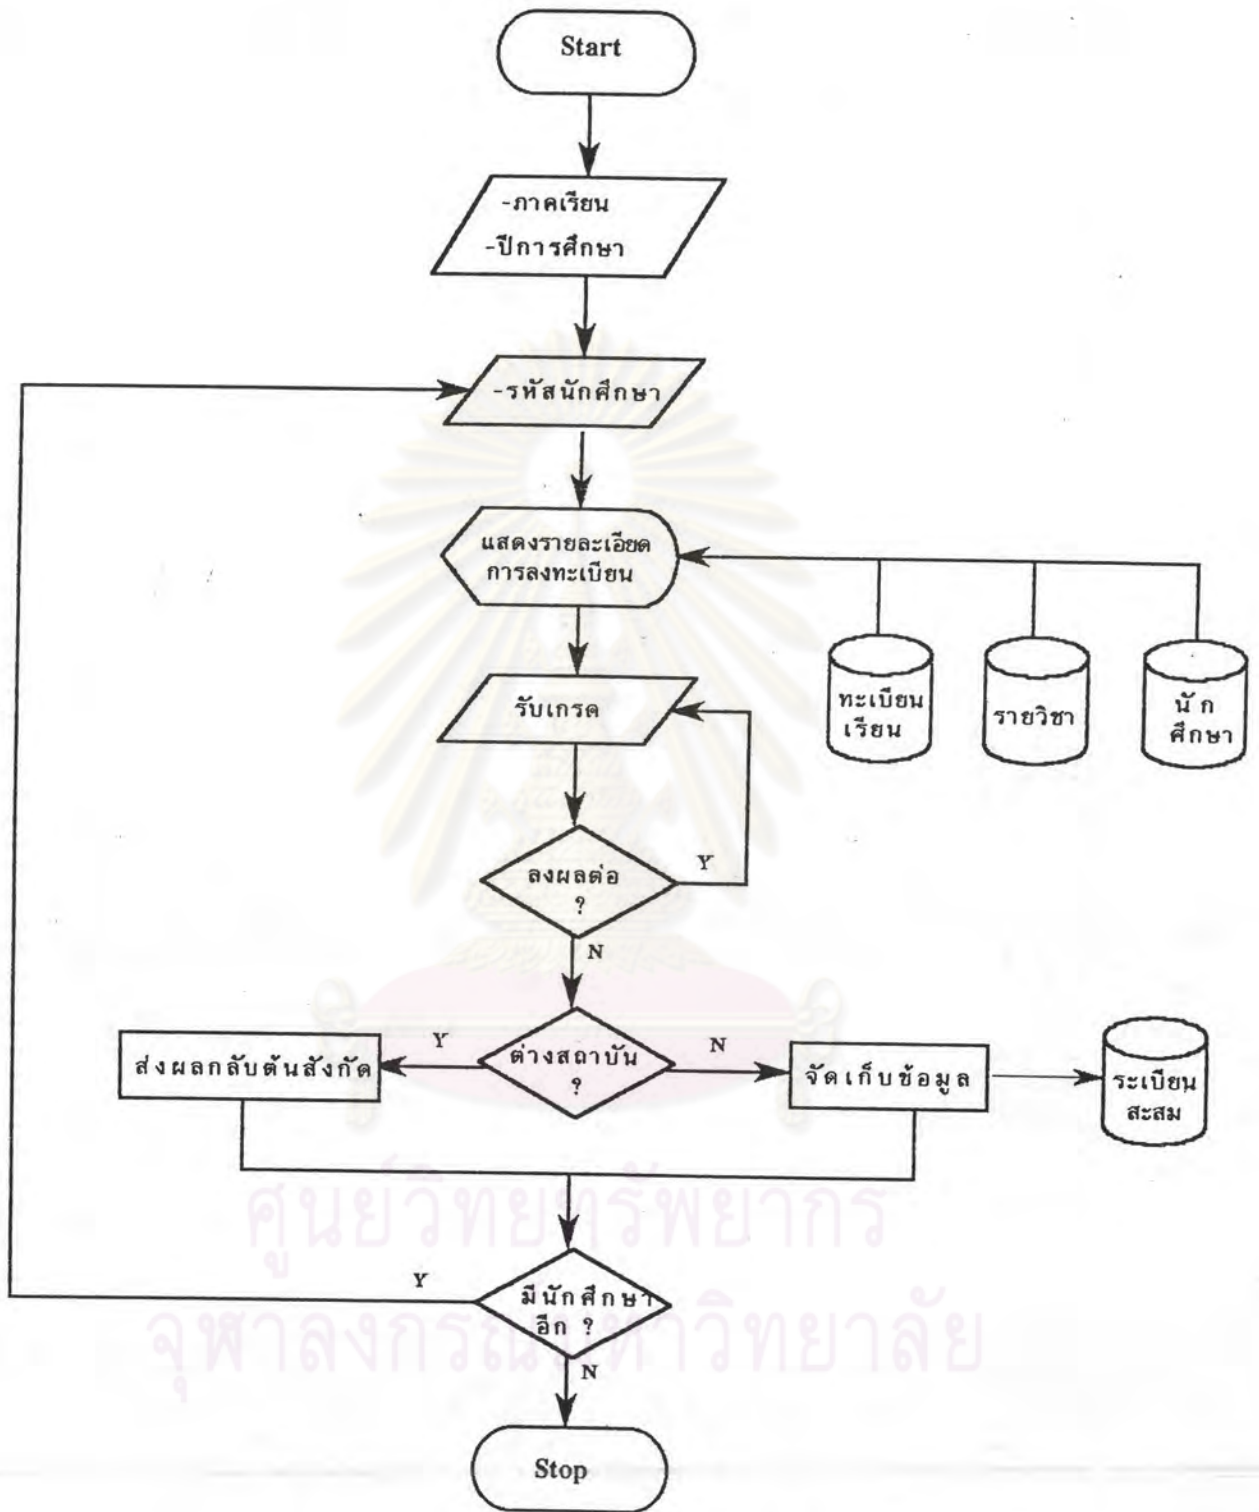 Start
-ภาคเรียน
-ปีการศึกษา
-รหัสนักศึกษา
แสดงรายละเอียด
การลงทะเบียน
ทะเบียน
เรียน
รายวิชา
นัก
ศึกษา
รับเกรด
ลงผลต่อ
?
Y
N
ต่างสถาบัน
?
Y
N
ส่งผลกลับต้นสังกัด
จัดเก็บข้อมูล
ระเบียน
สะสม
มีนักศึกษา
อีก ?
Y
N
Stop
ศูนย์วิทยทรัพยากร
จุฬาลงกรณ์มหาวิทยาลัย